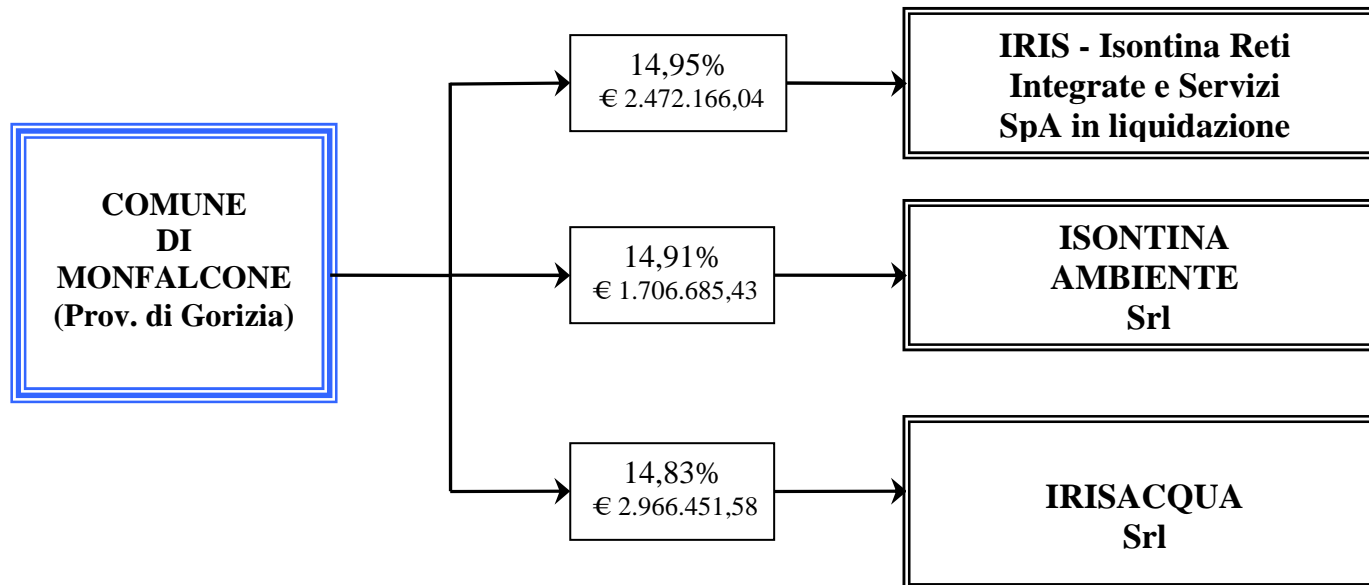 COMUNE
DI
MONFALCONE
(Prov. di Gorizia)
14,95%
€ 2.472.166,04
IRIS - Isontina Reti
Integrate e Servizi
SpA in liquidazione
14,91%
€ 1.706.685,43
ISONTINA
AMBIENTE
Srl
14,83%
€ 2.966.451,58
IRISACQUA
Srl